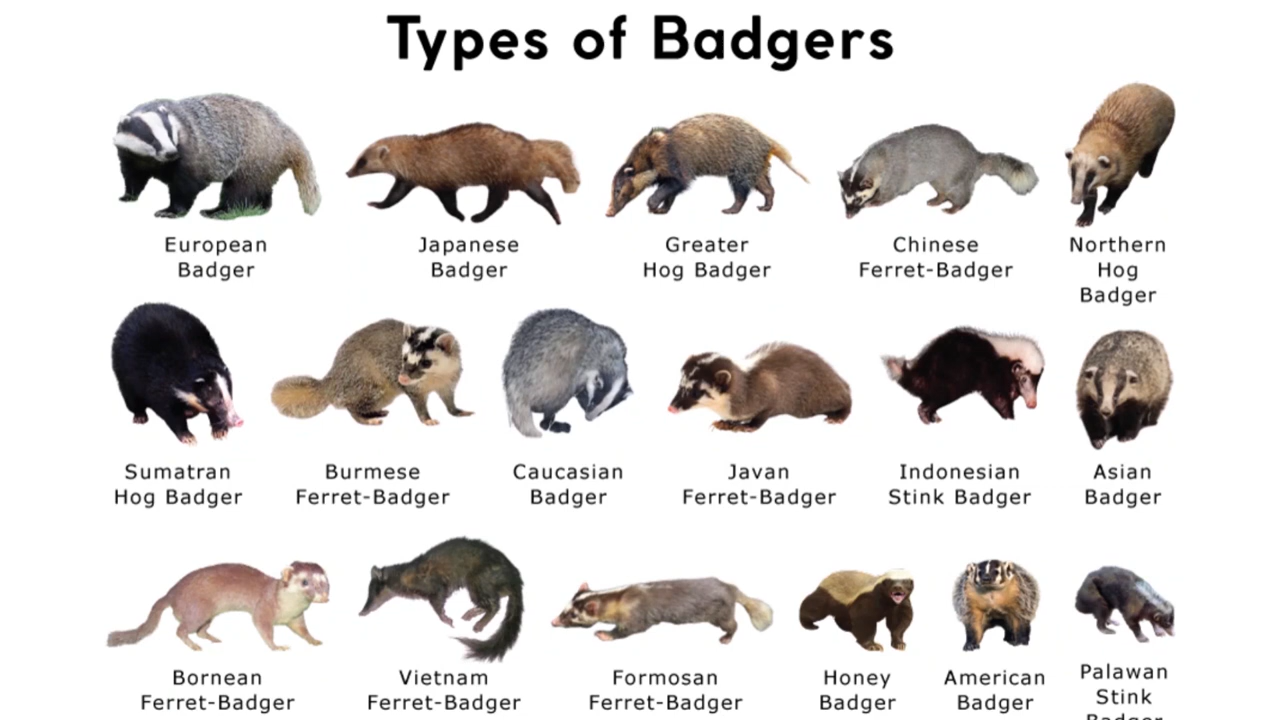 Types of Badgers
European
Badger
Japanese
Badger
Greater
Hog Badger
Chinese
Ferret-Badger
Northern
Hog
Badger
Sumatran
Hog Badger
Burmese
Ferret-Badger
Caucasian
Badger
Javan
Ferret-Badger
Indonesian
Stink Badger
Asian
Badger
Bornean
Ferret-Badger
Vietnam
Ferret-Badger
Formosan
Ferret-Badger
Honey
Badger
American
Badger
Palawan
Stink
Badger